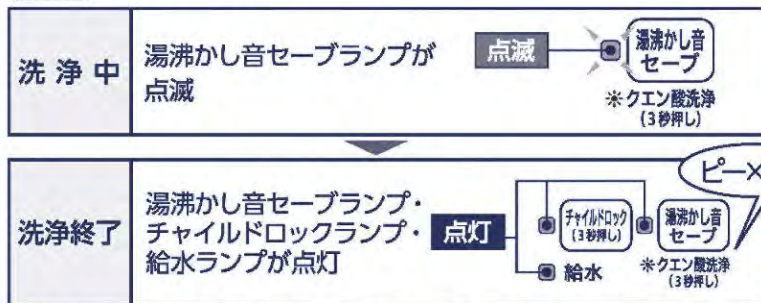 洗浄中
湯沸かし音セーブランプが
点滅
点滅
湯沸かし音
セーブ
※クエン酸洗浄
(3秒押し)
ピー×
洗浄終了
湯沸かし音セーブランプ・
チャイルドロックランプ・
給水ランプが点灯
点灯
チャイルドロック
(3秒押し)
湯沸かし音
セーブ
給水
※クエン酸洗浄
(3秒押し)